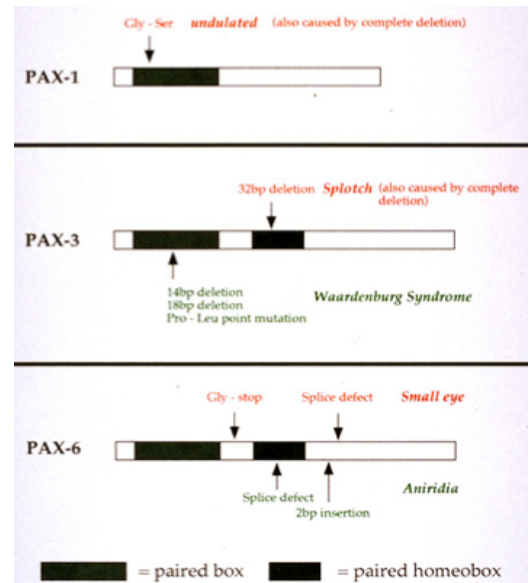 Gly - Ser undulated (also caused by complete deletion)
PAX-1
32bp deletion Splotch (also caused by complete
deletion)
PAX-3
14bp deletion
18bp deletion
Pro - Leu point mutation
Waardenburg Syndrome
Gly - stop Splice defect Small eye
PAX-6
Splice defect
2bp insertion
Aniridia
= paired box = paired homeobox